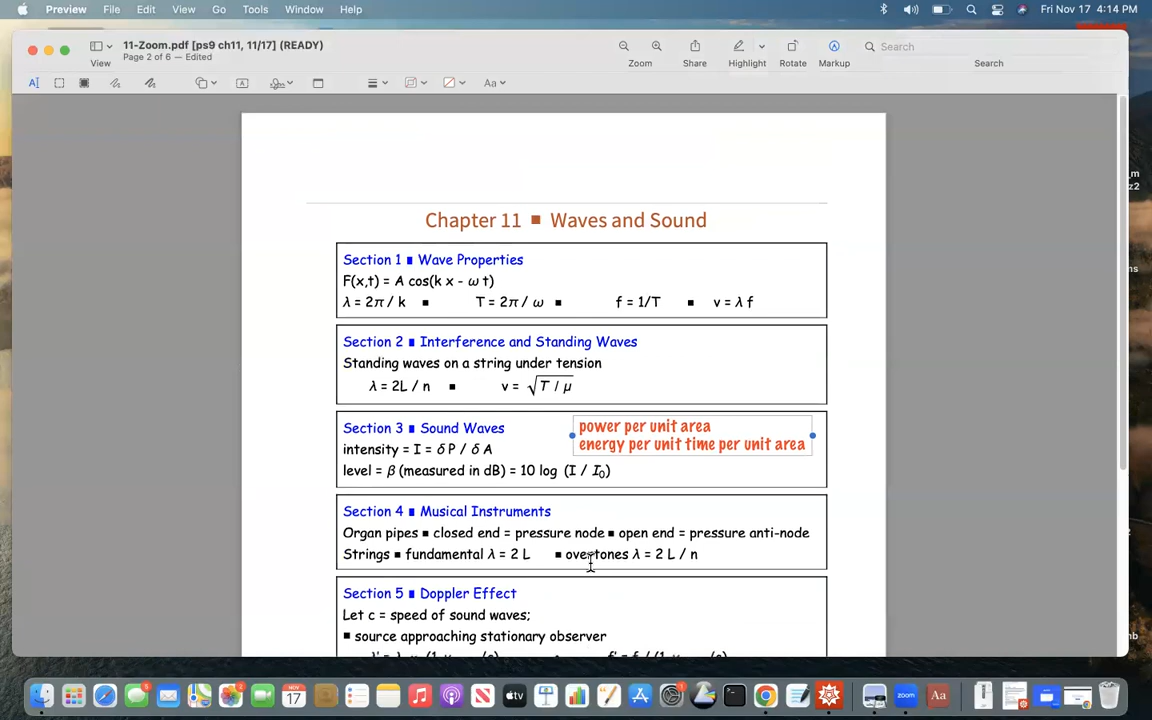 Preview File Edit View Go Tools Window Help Fri Nov 17 4:14 PM
11-Zoom.pdf [ps9 ch11, 11/17] (READY)
Page 2 of 6 — Edited
Search
View Zoom Share Highlight Rotate Markup Search
Aa
Chapter 11 ■ Waves and Sound
Section 1 ■ Wave Properties
F(x,t) = A cos(k x - ω t)
λ = 2π / k ■ T = 2π / ω ■ f = 1/T ■ v = λ f
Section 2 ■ Interference and Standing Waves
Standing waves on a string under tension
λ = 2L / n ■ v = √T / μ
Section 3 ■ Sound Waves
power per unit area
energy per unit time per unit area
intensity = I = δ P / δ A
level = β (measured in dB) = 10 log (I / I₀)
Section 4 ■ Musical Instruments
Organ pipes ■ closed end = pressure node ■ open end = pressure anti-node
Strings ■ fundamental λ = 2 L ■ overtones λ = 2 L / n
Section 5 ■ Doppler Effect
Let c = speed of sound waves;
■ source approaching stationary observer
NOV
17
tv
zoom
Aa